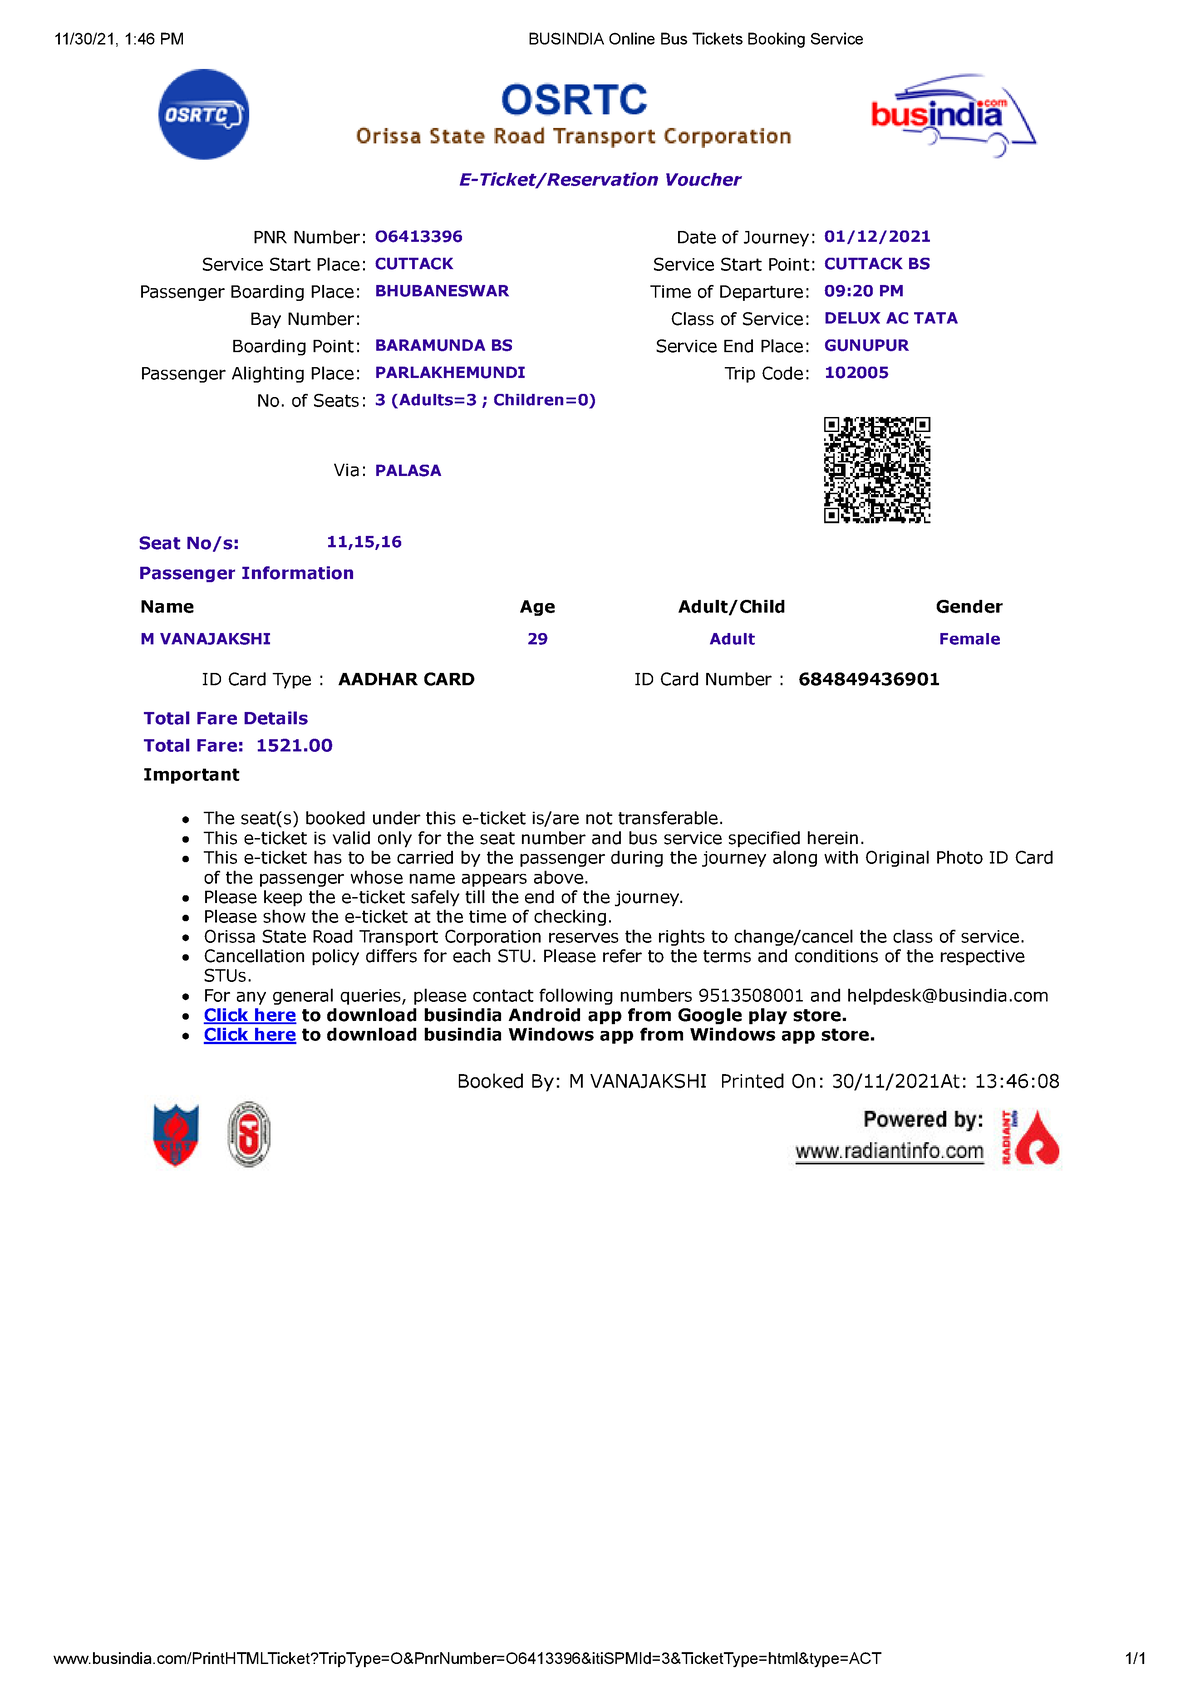 11/30/21, 1:46 PM BUSINDIA Online Bus Tickets Booking Service
OSRTC
OSRTC
Orissa State Road Transport Corporation
busindia.com
E-Ticket/Reservation Voucher
PNR Number: O6413396 Date of Journey: 01/12/2021
Service Start Place: CUTTACK Service Start Point: CUTTACK BS
Passenger Boarding Place: BHUBANESWAR Time of Departure: 09:20 PM
Bay Number: Class of Service: DELUX AC TATA
Boarding Point: BARAMUNDA BS Service End Place: GUNUPUR
Passenger Alighting Place: PARLAKHEMUNDI Trip Code: 102005
No. of Seats: 3 (Adults=3 ; Children=0)
Via: PALASA
Seat No/s: 11,15,16
Passenger Information
Name Age Adult/Child Gender
M VANAJAKSHI 29 Adult Female
ID Card Type : AADHAR CARD ID Card Number : 684849436901
Total Fare Details
Total Fare: 1521.00
Important
• The seat(s) booked under this e-ticket is/are not transferable.
• This e-ticket is valid only for the seat number and bus service specified herein.
• This e-ticket has to be carried by the passenger during the journey along with Original Photo ID Card
of the passenger whose name appears above.
• Please keep the e-ticket safely till the end of the journey.
• Please show the e-ticket at the time of checking.
• Orissa State Road Transport Corporation reserves the rights to change/cancel the class of service.
• Cancellation policy differs for each STU. Please refer to the terms and conditions of the respective
STUs.
• For any general queries, please contact following numbers 9513508001 and helpdesk@busindia.com
• Click here to download busindia Android app from Google play store.
• Click here to download busindia Windows app from Windows app store.
Booked By: M VANAJAKSHI Printed On: 30/11/2021At: 13:46:08
Powered by:
www.radiantinfo.com
RADIANT info
www.busindia.com/PrintHTMLTicket?TripType=O&PnrNumber=O6413396&itiSPMId=3&TicketType=html&type=ACT 1/1